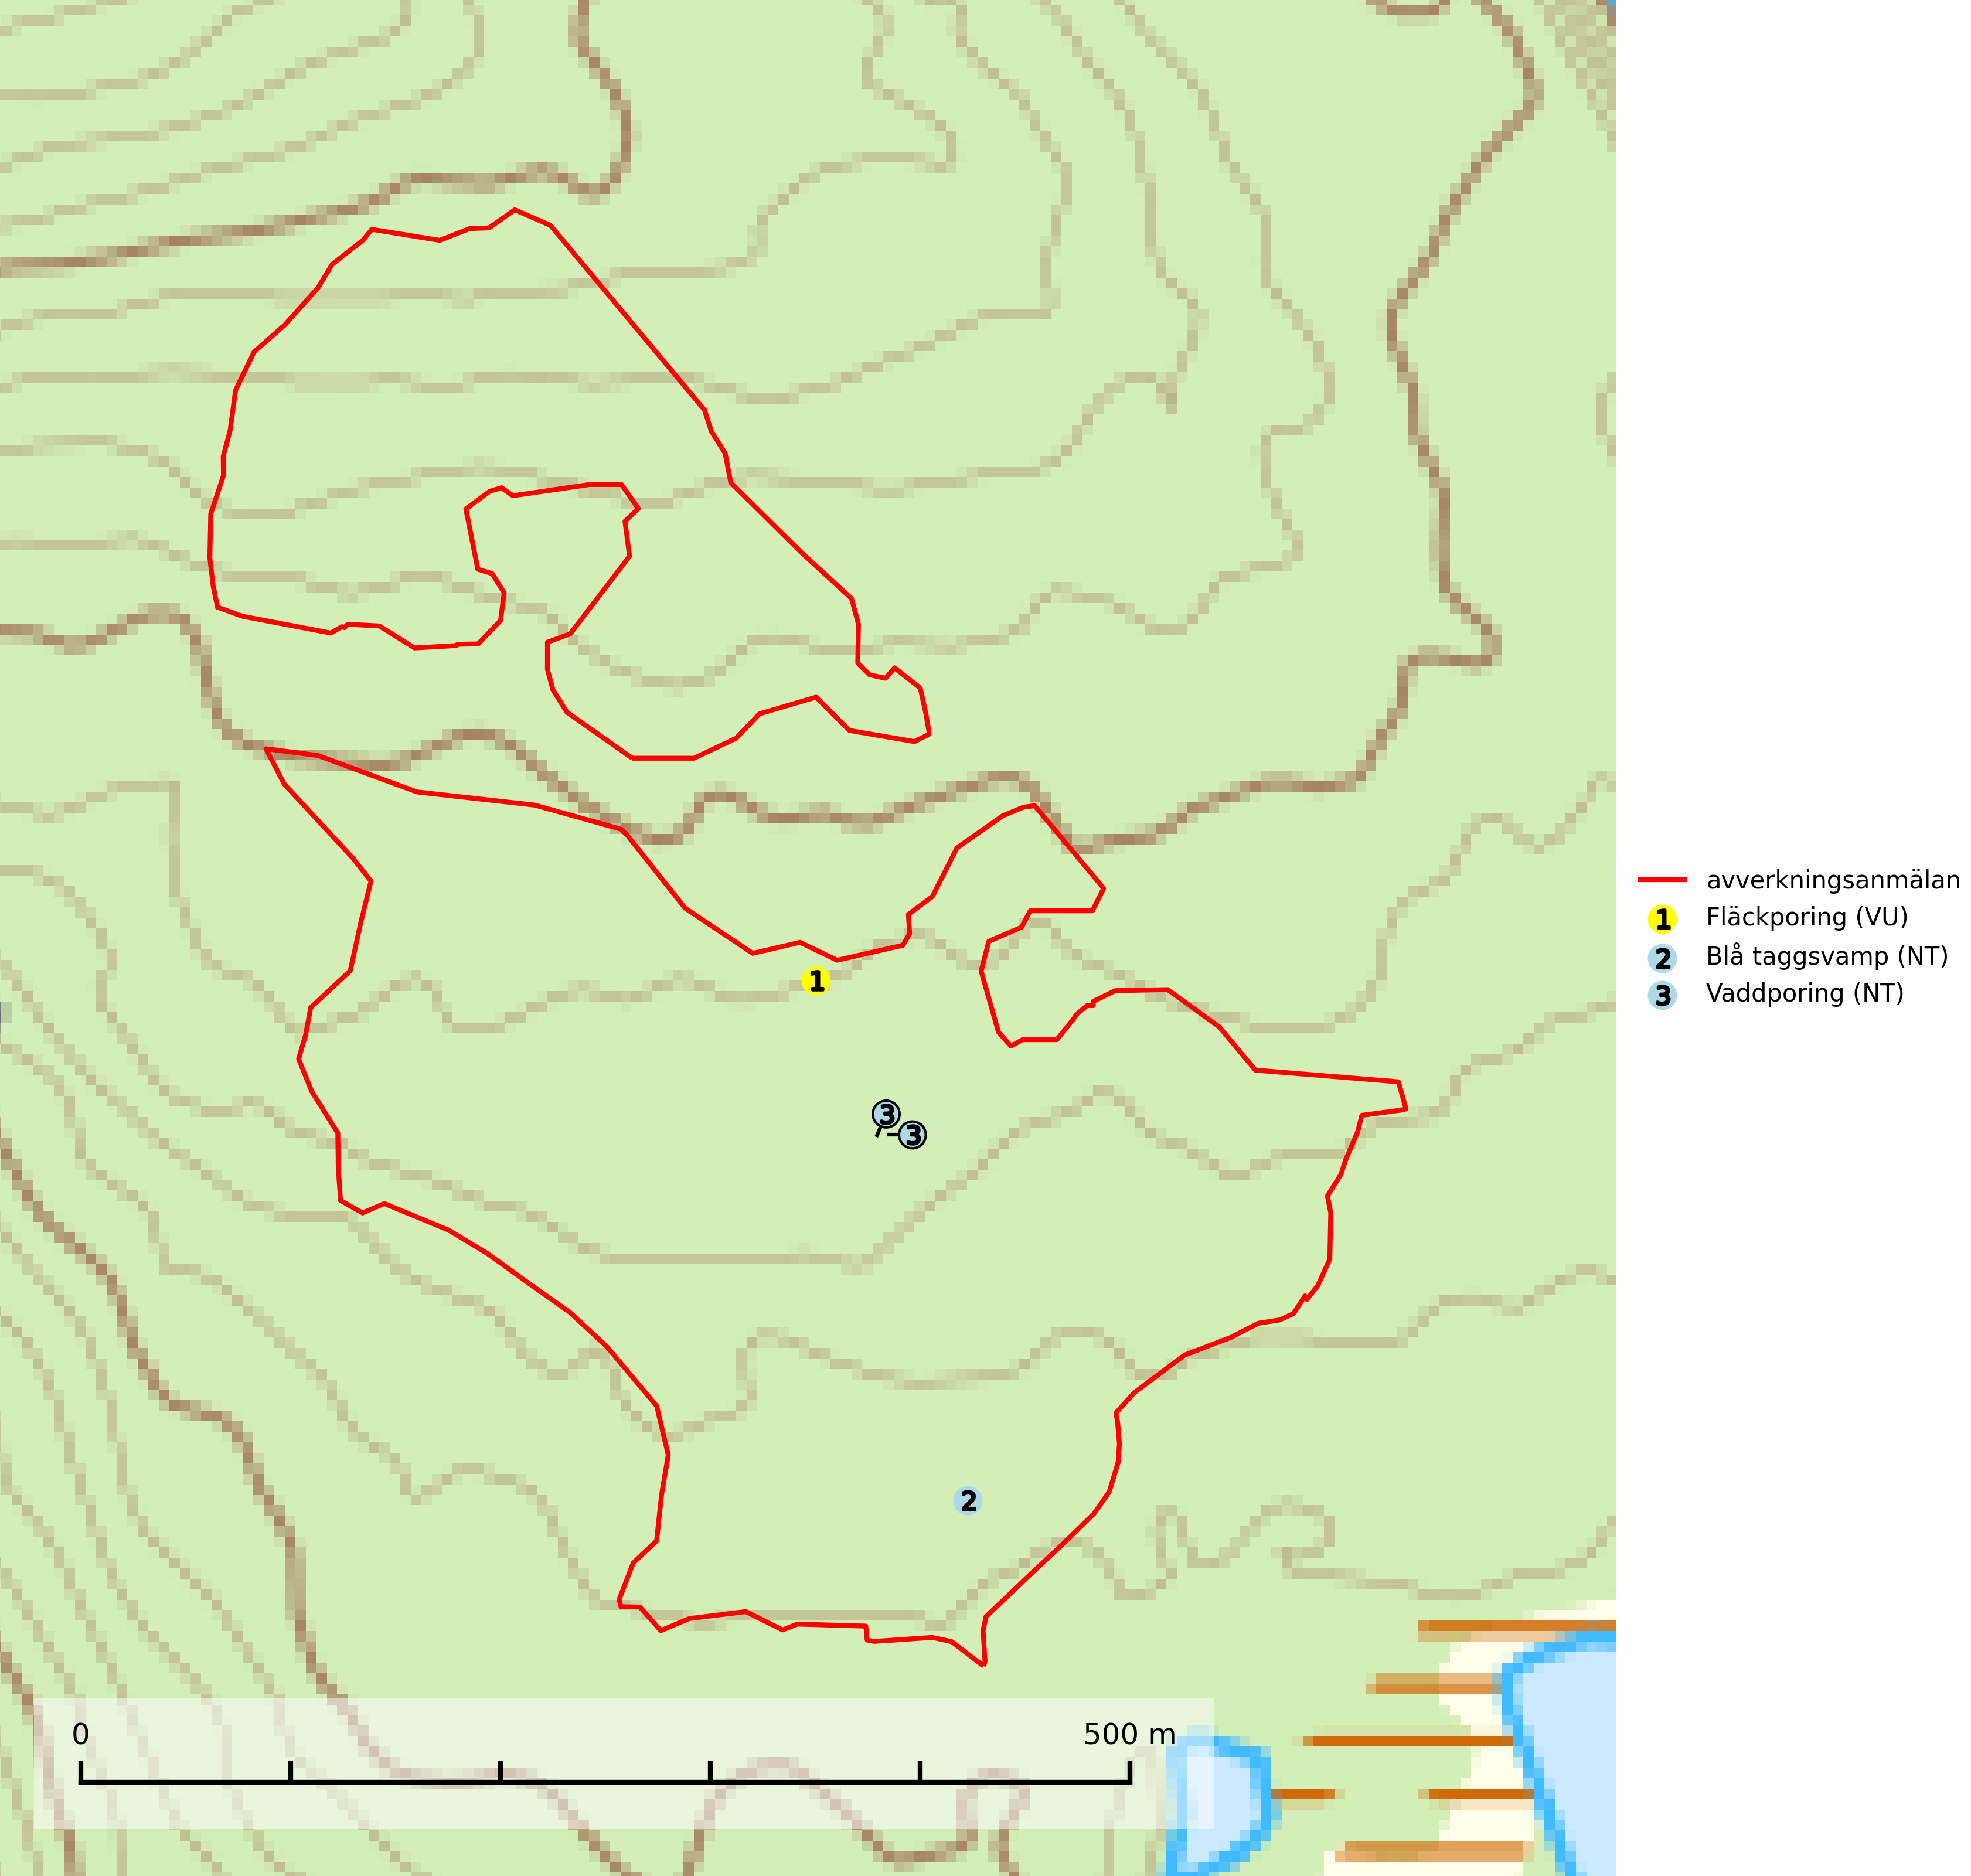 1
3
3
2
0
500 m
avverkningsanmälan
1 Fläckporing (VU)
2 Blå taggsvamp (NT)
3 Vaddporing (NT)